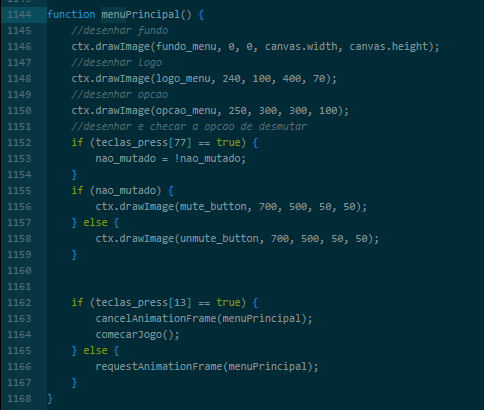 1144 function menuPrincipal() {
1145 //desenhar fundo
1146 ctx.drawImage(fundo_menu, 0, 0, canvas.width, canvas.height);
1147 //desenhar logo
1148 ctx.drawImage(logo_menu, 240, 100, 400, 70);
1149 //desenhar opcao
1150 ctx.drawImage(opcao_menu, 250, 300, 300, 100);
1151 //desenhar e checar a opcao de desmutar
1152 if (teclas_press[77] == true) {
1153 nao_mutado = !nao_mutado;
1154 }
1155 if (nao_mutado) {
1156 ctx.drawImage(mute_button, 700, 500, 50, 50);
1157 } else {
1158 ctx.drawImage(unmute_button, 700, 500, 50, 50);
1159 }
1160
1161
1162 if (teclas_press[13] == true) {
1163 cancelAnimationFrame(menuPrincipal);
1164 comecarJogo();
1165 } else {
1166 requestAnimationFrame(menuPrincipal);
1167 }
1168 }